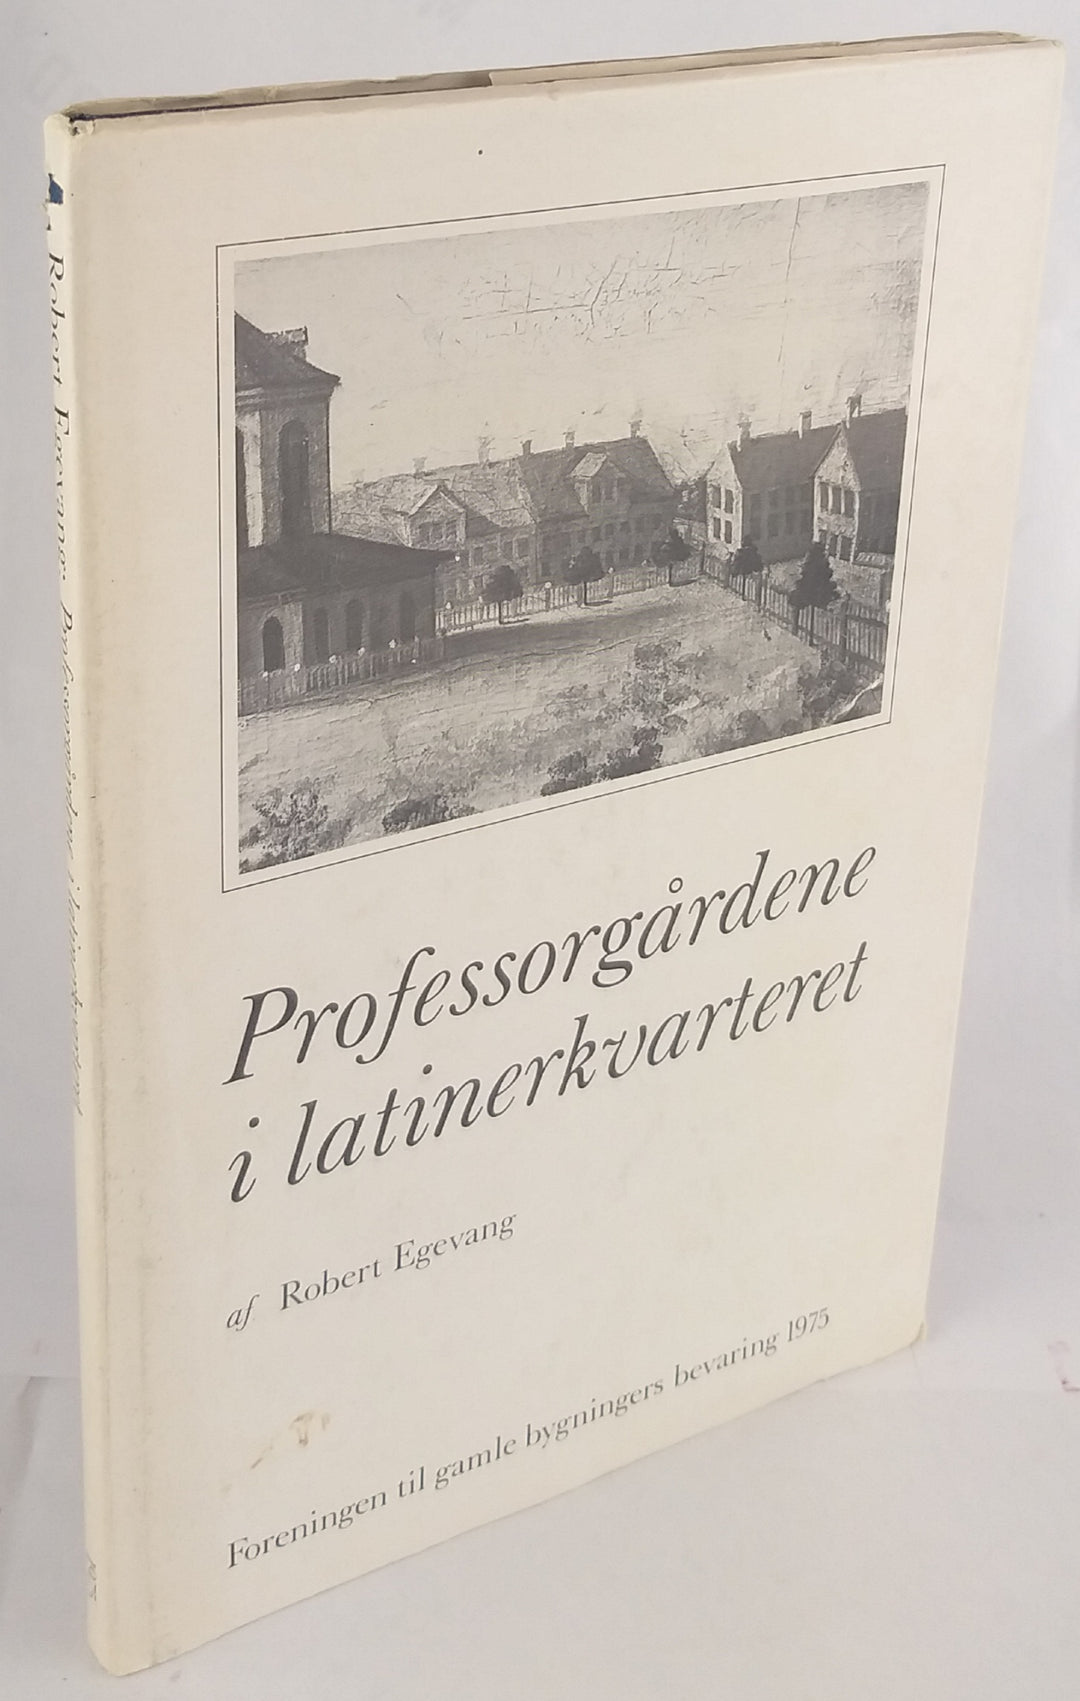 Professorgårdene
i latinerkvarteret
af Robert Egevang
Foreningen til gamle bygningers bevaring 1975
Robert Egevang: Professorgårdene i latinerkvarteret